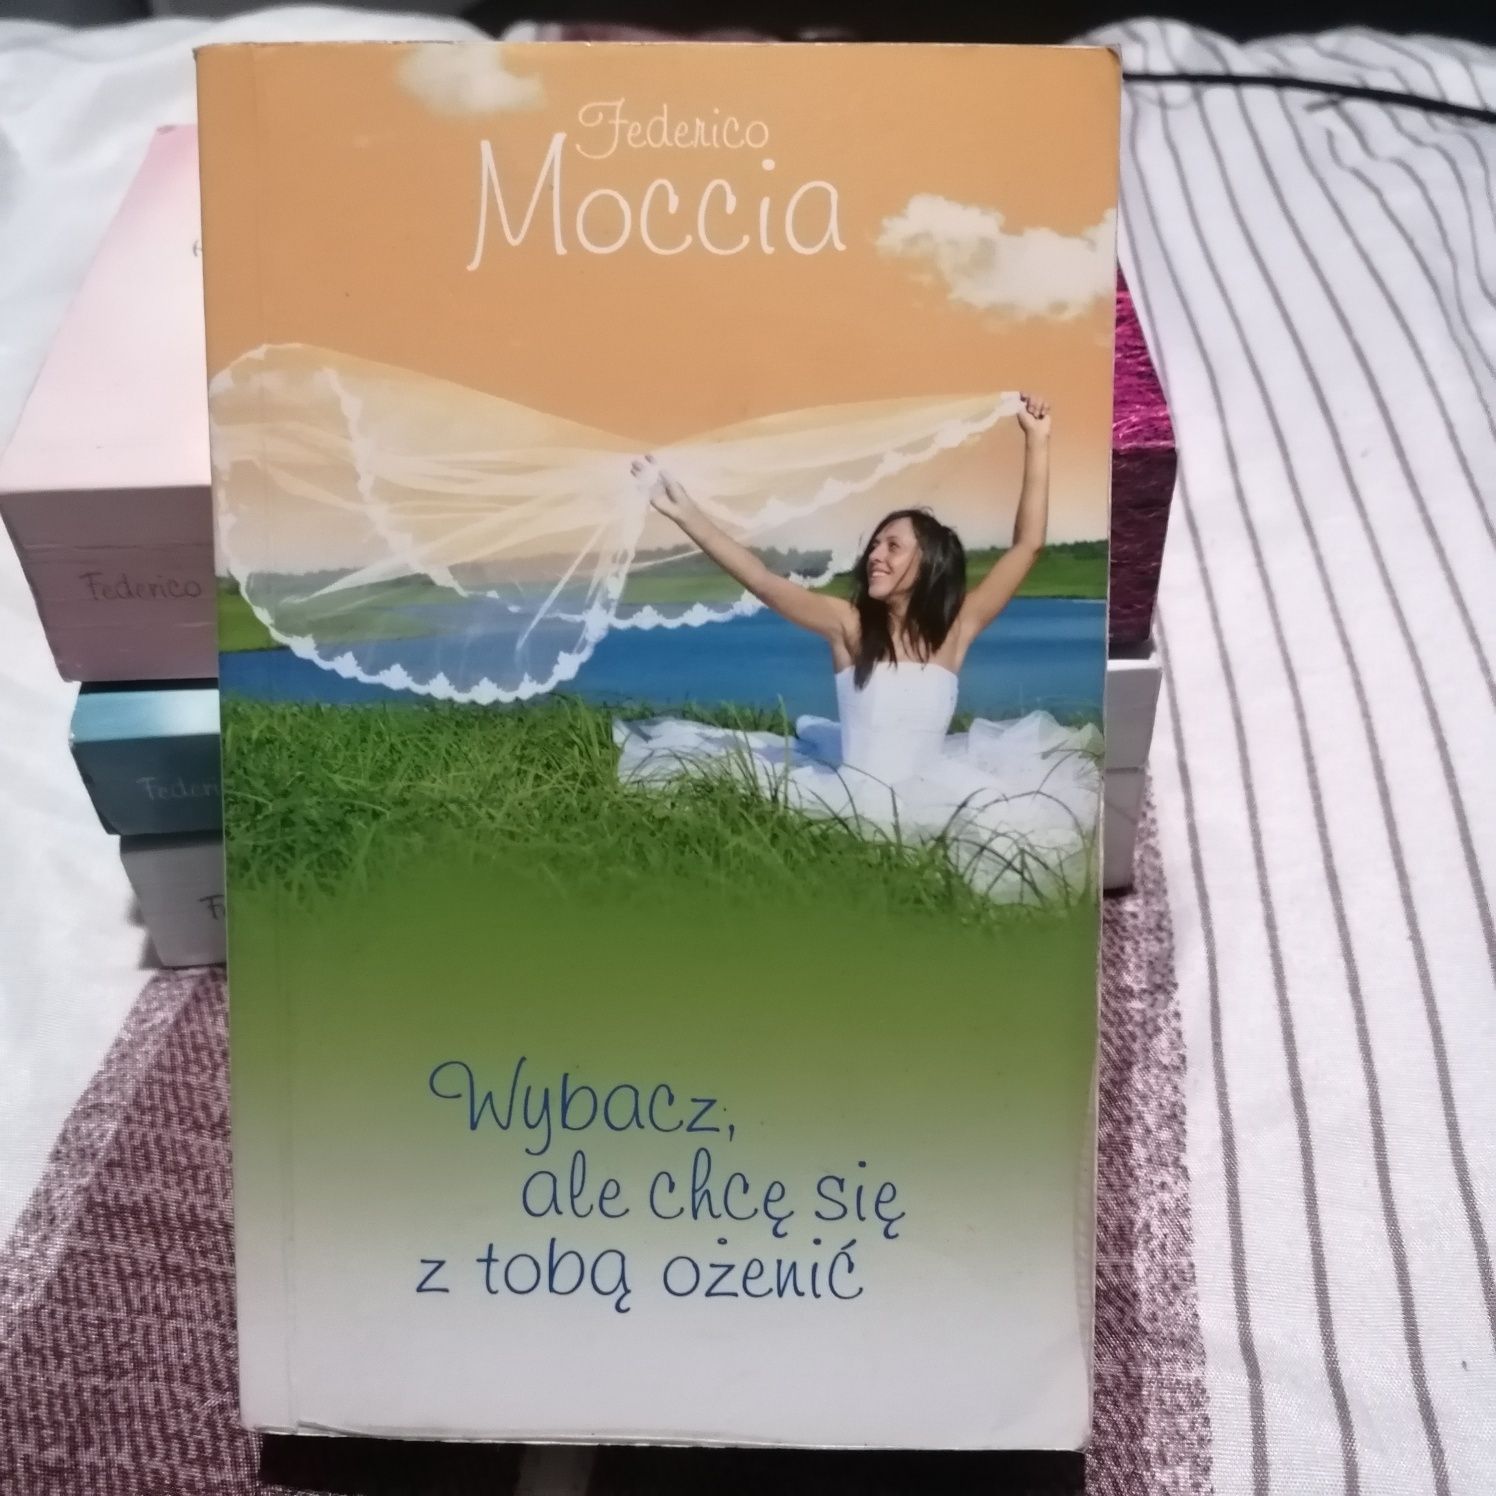 Federico
Moccia
Wybacz,
ale chcę się
z tobą ożenić
Federico